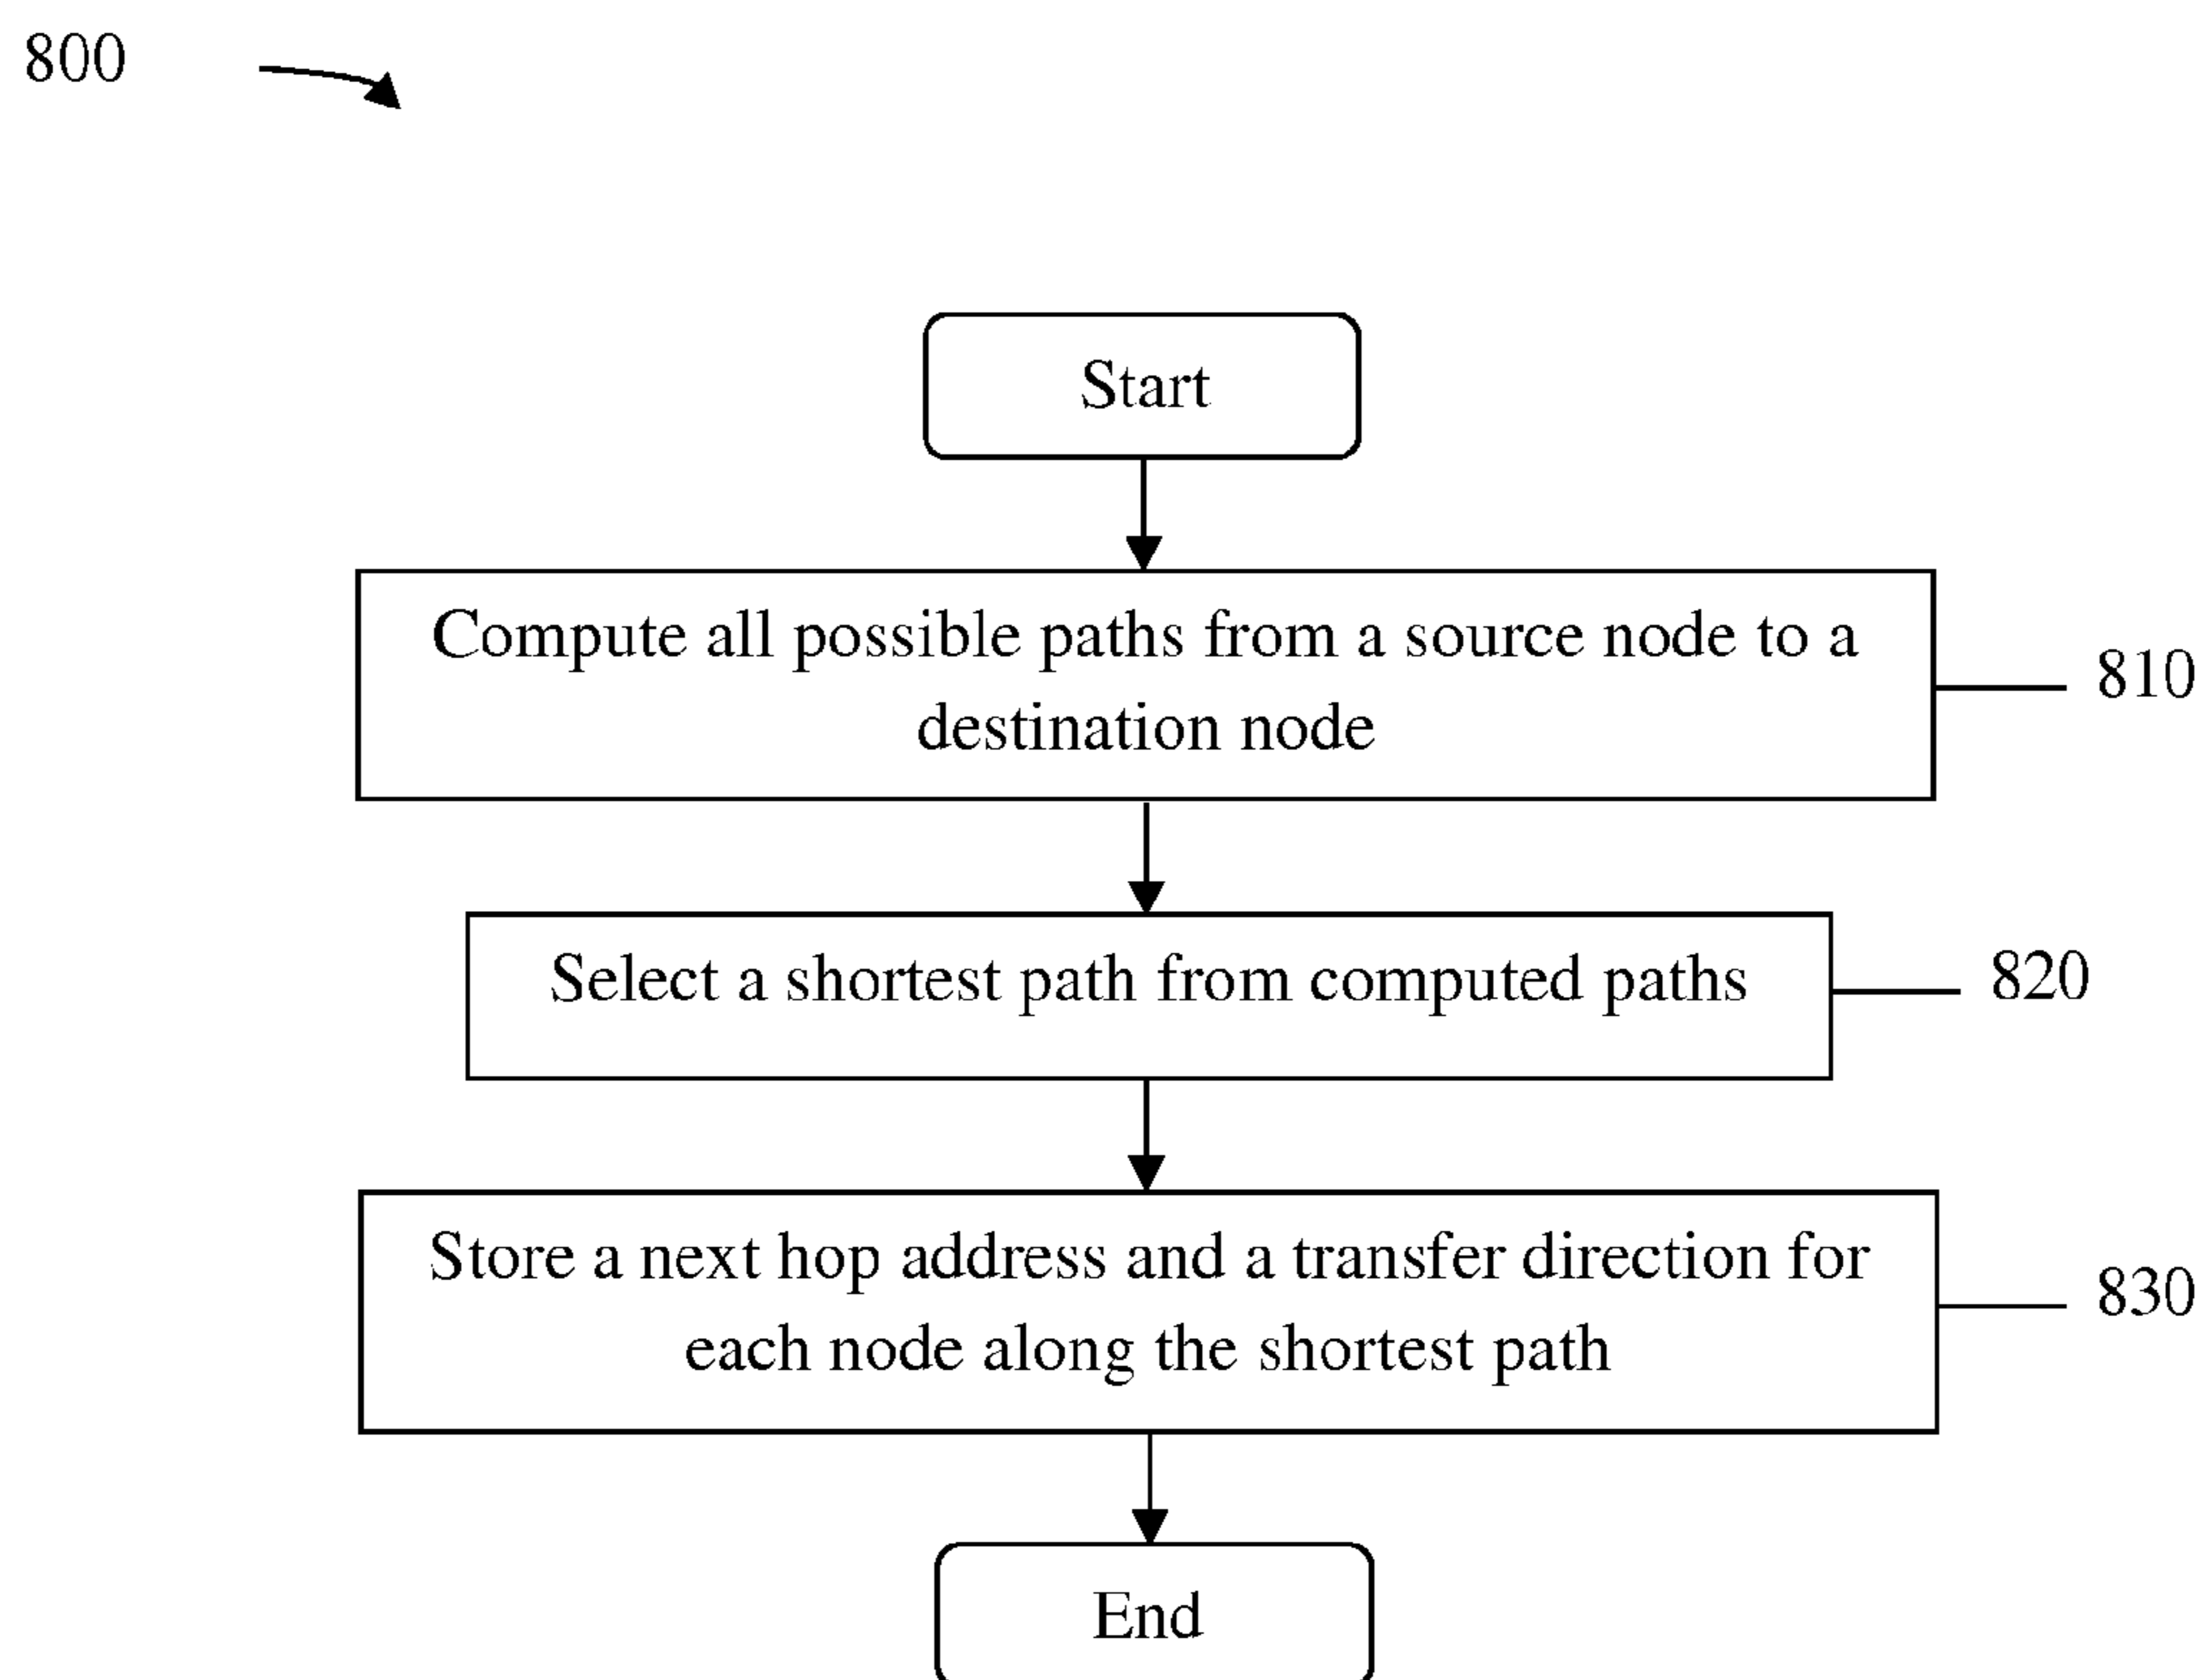 800
Start
Compute all possible paths from a source node to a
destination node
810
Select a shortest path from computed paths
820
Store a next hop address and a transfer direction for
each node along the shortest path
830
End